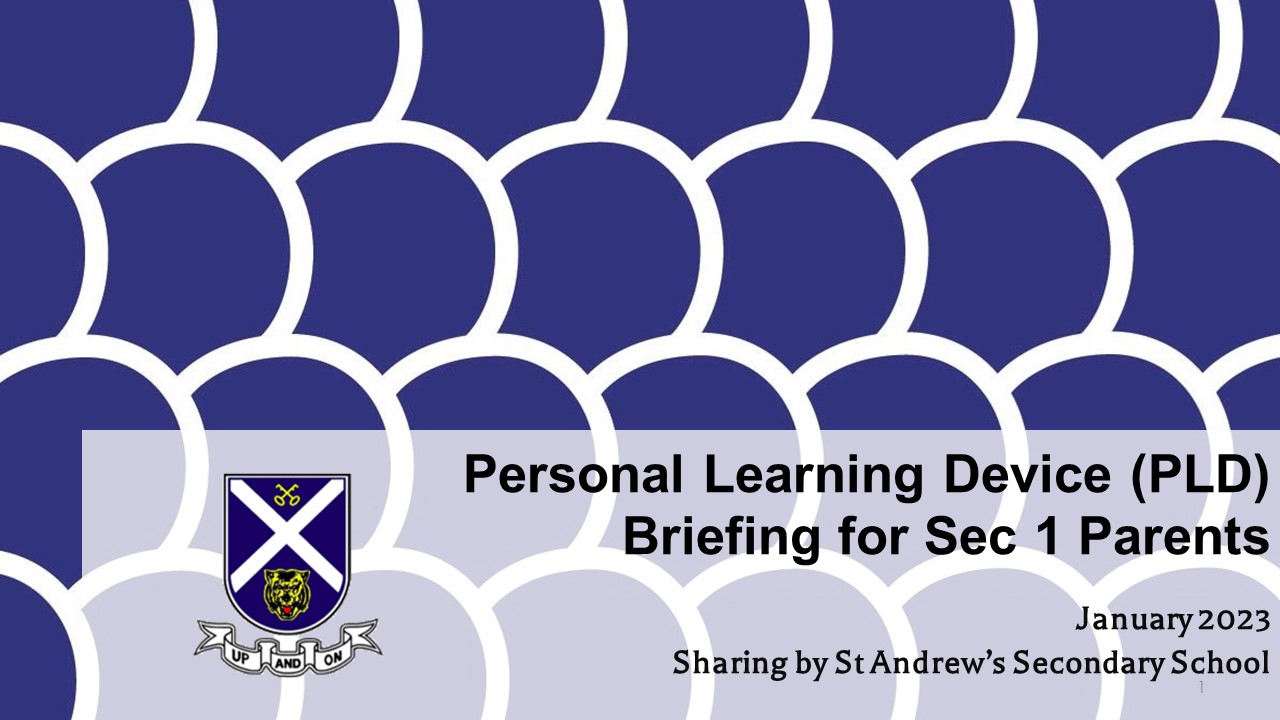 Personal Learning Device (PLD)
Briefing for Sec 1 Parents
January 2023
Sharing by St Andrew’s Secondary School
1
UP AND ON